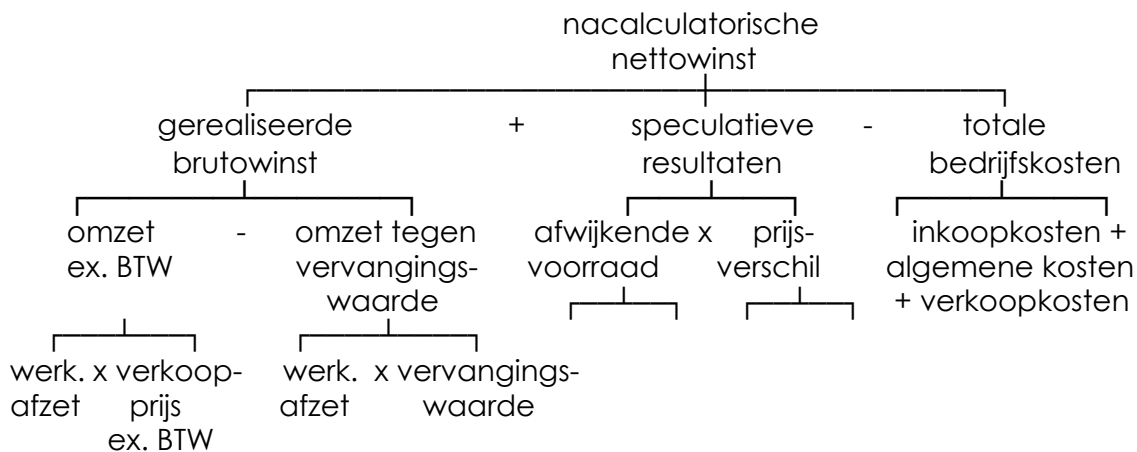 nacalculatorische
nettowinst
gerealiseerde + speculatieve - totale
brutowinst resultaten bedrijfskosten
omzet - omzet tegen afwijkende x prijs- inkoopkosten +
ex. BTW vervangings- voorraad verschil algemene kosten
waarde + verkoopkosten
werk. x verkoop- werk. x vervangings-
afzet prijs afzet waarde
ex. BTW